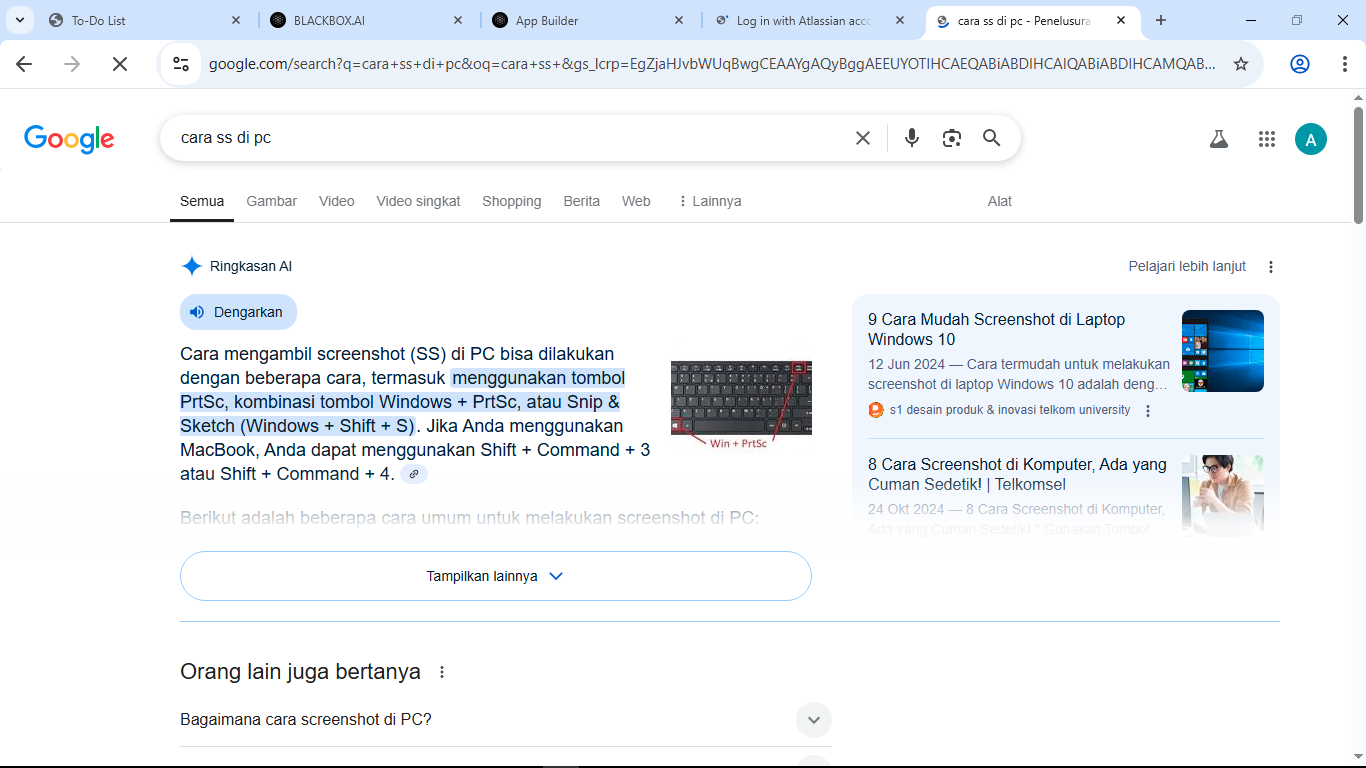 To-Do List
BLACKBOX.AI
App Builder
Log in with Atlassian acco
cara ss di pc - Penelusura
google.com/search?q=cara+ss+di+pc&oq=cara+ss+&gs_lcrp=EgZjaHJvbWUqBwgCEAAYgAQyBggAEEUYOTIHCAEQABiABDIHCAIQABiABDIHCAMQAB...
Google
cara ss di pc
A
Semua
Gambar
Video
Video singkat
Shopping
Berita
Web
Lainnya
Alat
Ringkasan AI
Dengarkan
Cara mengambil screenshot (SS) di PC bisa dilakukan
dengan beberapa cara, termasuk menggunakan tombol
PrtSc, kombinasi tombol Windows + PrtSc, atau Snip &
Sketch (Windows + Shift + S). Jika Anda menggunakan
MacBook, Anda dapat menggunakan Shift + Command + 3
atau Shift + Command + 4.
Win + PrtSc
Berikut adalah beberapa cara umum untuk melakukan screenshot di PC:
Tampilkan lainnya
Pelajari lebih lanjut
9 Cara Mudah Screenshot di Laptop
Windows 10
12 Jun 2024 — Cara termudah untuk melakukan
screenshot di laptop Windows 10 adalah deng...
s1 desain produk & inovasi telkom university
8 Cara Screenshot di Komputer, Ada yang
Cuman Sedetik! | Telkomsel
24 Okt 2024 — 8 Cara Screenshot di Komputer,
Ada yang Cuman Sedetik! * Gunakan Tombol
Orang lain juga bertanya
Bagaimana cara screenshot di PC?